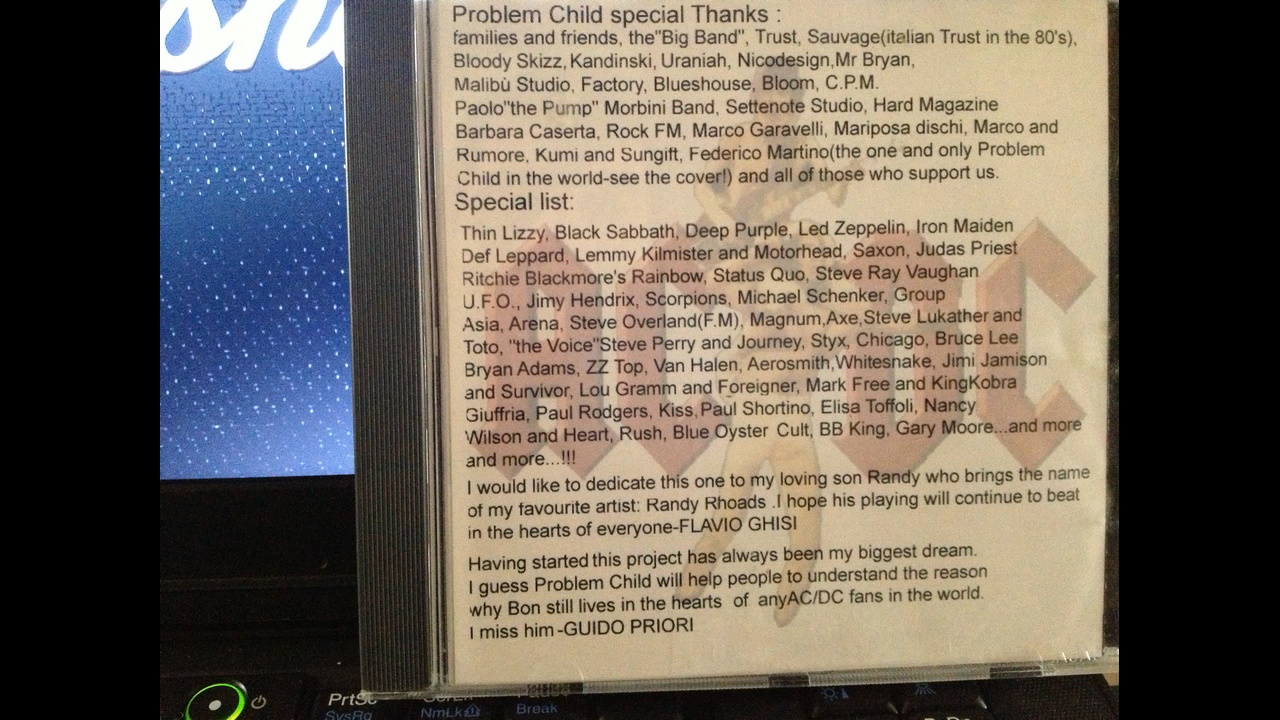 Problem Child special Thanks :
families and friends, the"Big Band", Trust, Sauvage(italian Trust in the 80's),
Bloody Skizz, Kandinski, Uraniah, Nicodesign,Mr Bryan,
Malibù Studio, Factory, Blueshouse, Bloom, C.P.M.
Paolo"the Pump" Morbini Band, Settenote Studio, Hard Magazine
Barbara Caserta, Rock FM, Marco Garavelli, Mariposa dischi, Marco and
Rumore, Kumi and Sungift, Federico Martino(the one and only Problem
Child in the world-see the cover!) and all of those who support us.
Special list:
Thin Lizzy, Black Sabbath, Deep Purple, Led Zeppelin, Iron Maiden
Def Leppard, Lemmy Kilmister and Motorhead, Saxon, Judas Priest
Ritchie Blackmore's Rainbow, Status Quo, Steve Ray Vaughan
U.F.O., Jimy Hendrix, Scorpions, Michael Schenker, Group
Asia, Arena, Steve Overland(F.M), Magnum,Axe,Steve Lukather and
Toto, "the Voice"Steve Perry and Journey, Styx, Chicago, Bruce Lee
Bryan Adams, ZZ Top, Van Halen, Aerosmith,Whitesnake, Jimi Jamison
and Survivor, Lou Gramm and Foreigner, Mark Free and KingKobra
Giuffria, Paul Rodgers, Kiss,Paul Shortino, Elisa Toffoli, Nancy
Wilson and Heart, Rush, Blue Oyster Cult, BB King, Gary Moore...and more
and more...!!!
I would like to dedicate this one to my loving son Randy who brings the name
of my favourite artist: Randy Rhoads .I hope his playing will continue to beat
in the hearts of everyone-FLAVIO GHISI
Having started this project has always been my biggest dream.
I guess Problem Child will help people to understand the reason
why Bon still lives in the hearts of anyAC/DC fans in the world.
I miss him -GUIDO PRIORI
AC DC
PrtSc
SysRq
NmLk
Break